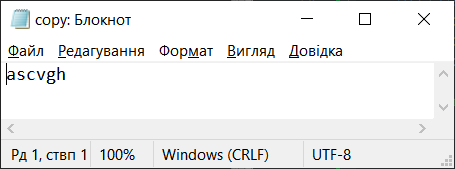 copy: Блокнот
Файл Редагування Формат Вигляд Довідка
ascvgh
Рд 1, ствп 1 100% Windows (CRLF) UTF-8